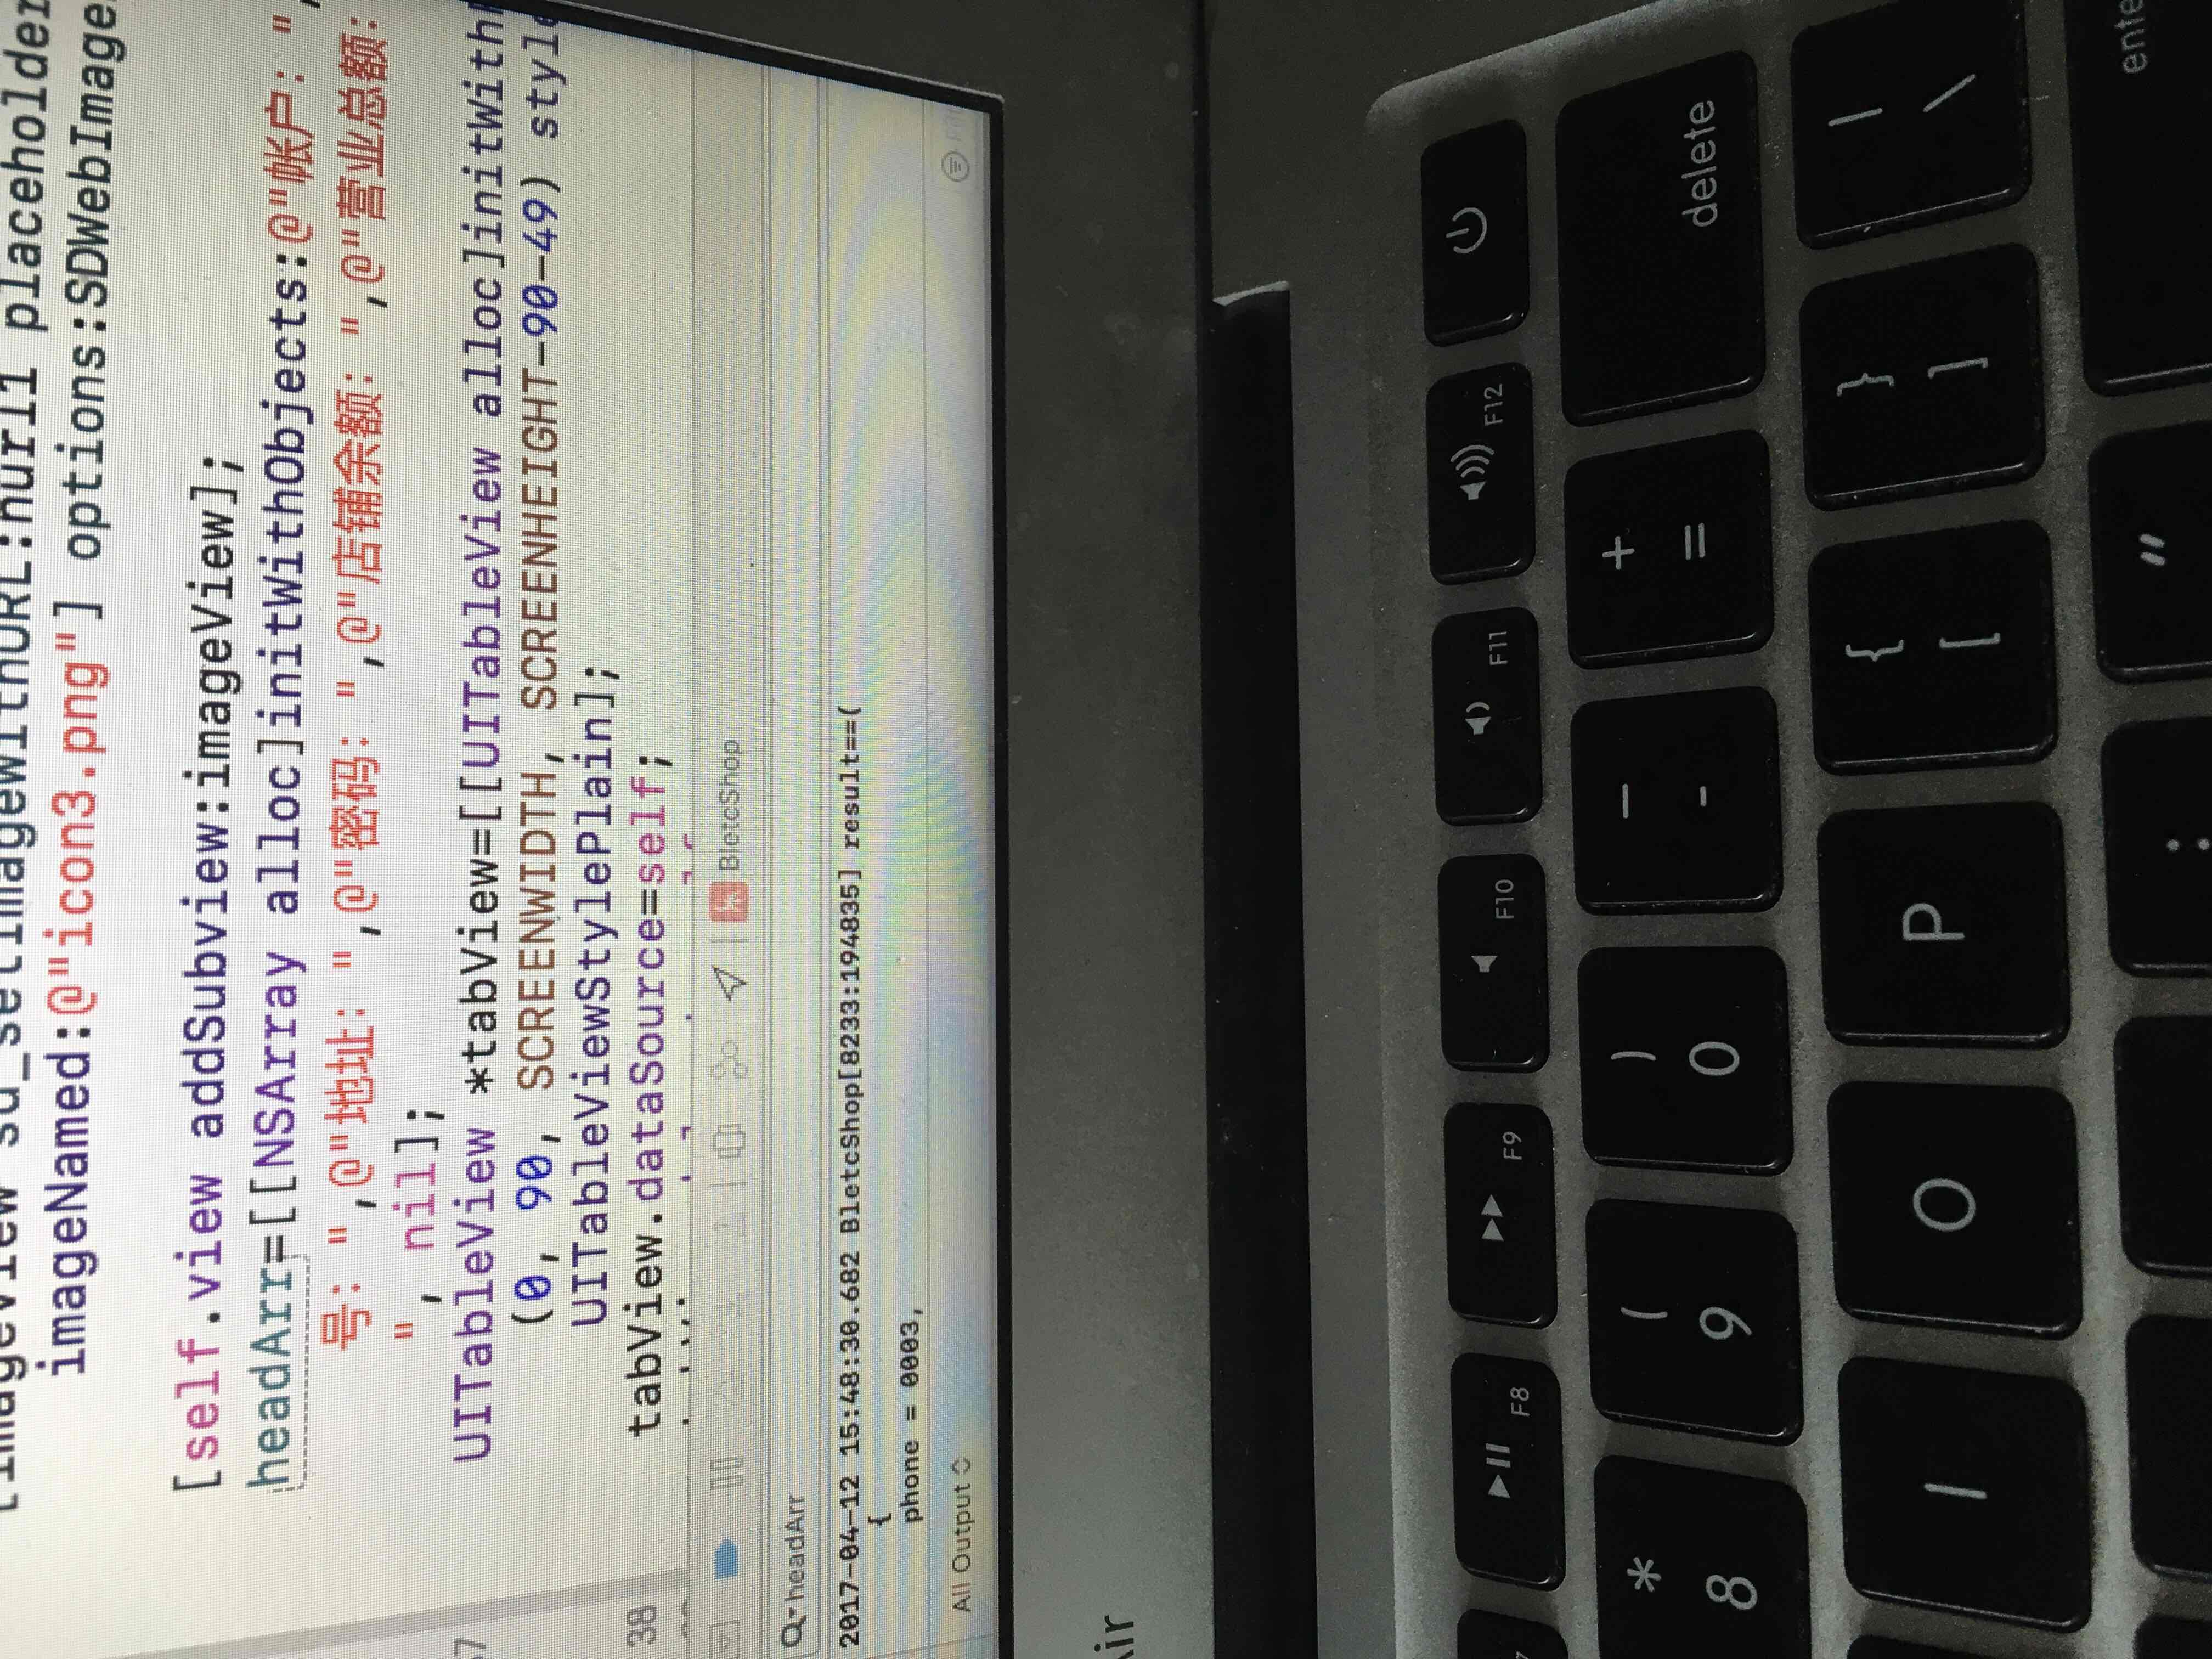 imageNamed:@"icon3.png"] options:SDWebImage
[self.view addSubview:imageView];
headArr=[[NSArray alloc]initWithObjects:@"帐户：",
号：",@"地址：",@"密码：",@"店铺余额：",@"营业总额：
", nil];
7 UITableView *tabView=[[UITableView alloc]initWith
(0, 90, SCREENWIDTH, SCREENHEIGHT-90-49) style
UITableViewStylePlain];
38 tabView.dataSource=self;
BletcShop
headArr
2017-04-12 15:48:30.682 BletcShop[8233:194835] result==(
{
phone = 0003,
All Output
Air
F8 F9 F10 F11 F12
* ( ) — +
8 9 0 - = delete
{ } |
I O P [ ] \
: "
ente